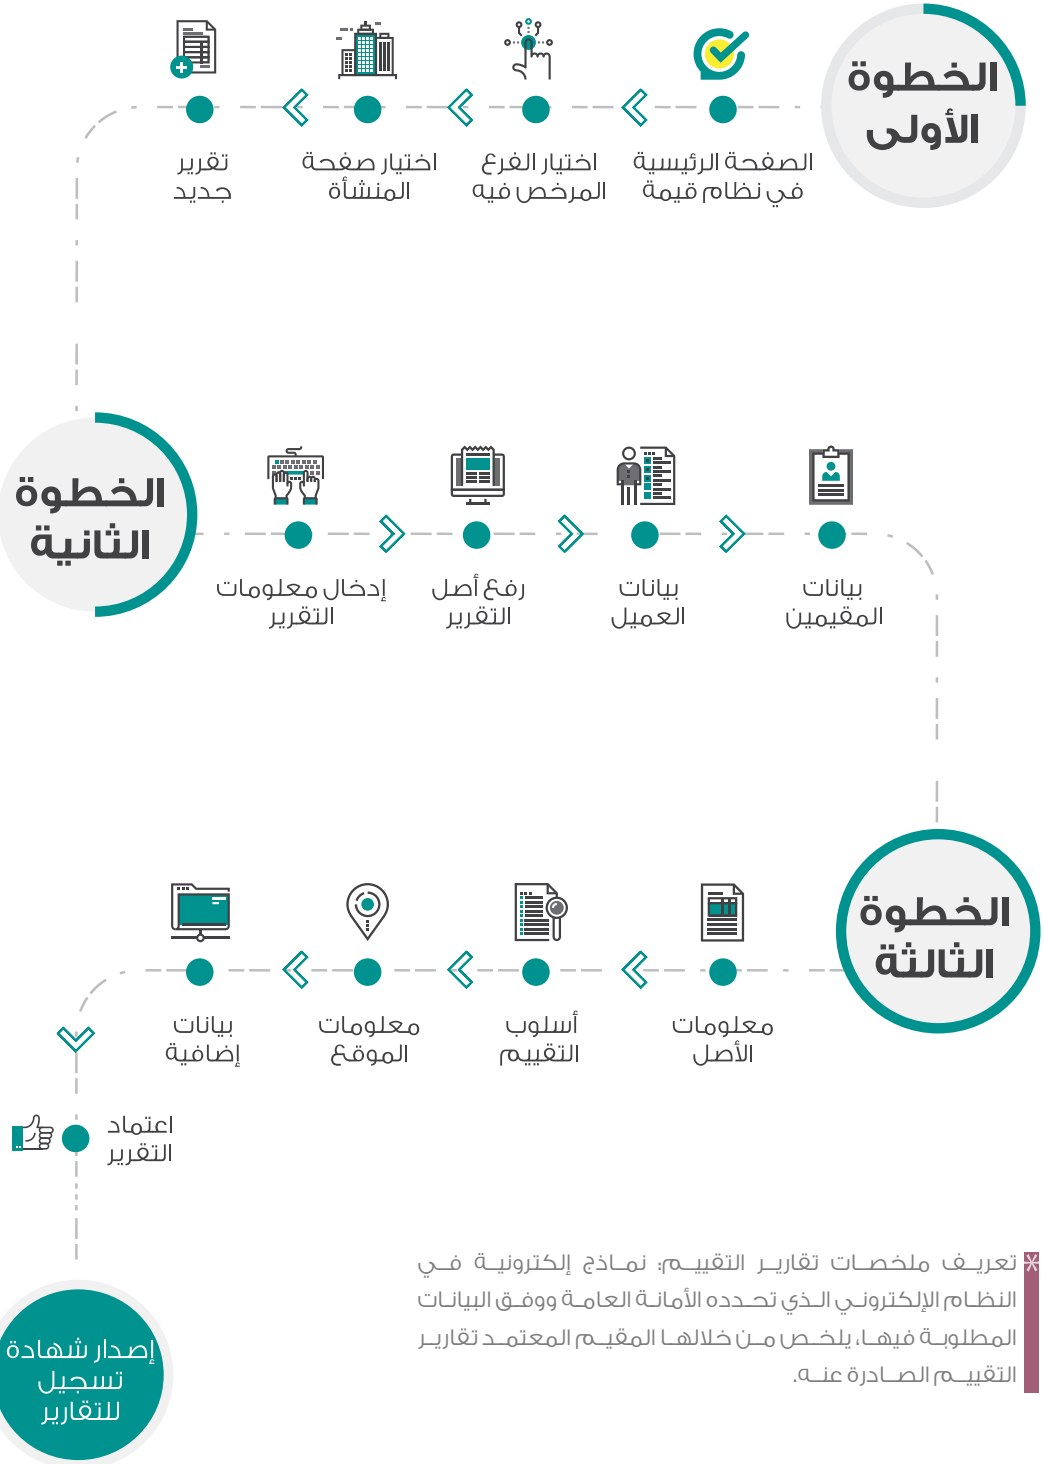 الخطوة
الأولى
الصفحة الرئيسية
في نظام قيمة
اختيار الفرع
المرخص فيه
اختيار صفحة
المنشأة
تقرير
جديد
الخطوة
الثانية
إدخال معلومات
التقرير
رفع أصل
التقرير
بيانات
العميل
بيانات
المقيمين
الخطوة
الثالثة
معلومات
الأصل
أسلوب
التقييم
معلومات
الموقع
بيانات
إضافية
اعتماد
التقرير
إصدار شهادة
تسجيل
للتقارير
* تعريف ملخصات تقارير التقييم: نماذج إلكترونية في
النظام الإلكتروني الذي تحدده الأمانة العامة ووفق البيانات
المطلوبة فيها، يلخص من خلالها المقيم المعتمد تقارير
التقييم الصادرة عنه.